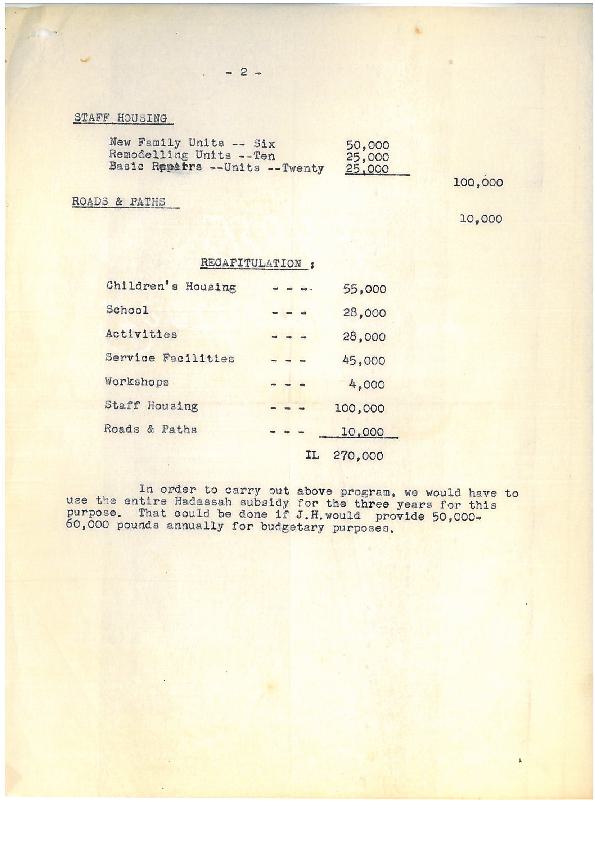 - 2 -
STAFF HOUSING
New Family Units -- Six 50,000
Remodelling Units --Ten 25,000
Basic Repairs --Units --Twenty 25,000
100,000
ROADS & PATHS
10,000
RECAPITULATION :
Children's Housing - - - 55,000
School - - - 28,000
Activities - - - 28,000
Service Facilities - - - 45,000
Workshops - - - 4,000
Staff Housing - - - 100,000
Roads & Paths - - - 10,000
IL 270,000
In order to carry out above program, we would have to
use the entire Hadassah subsidy for the three years for this
purpose. That could be done if J.H.would provide 50,000-
60,000 pounds annually for budgetary purposes.